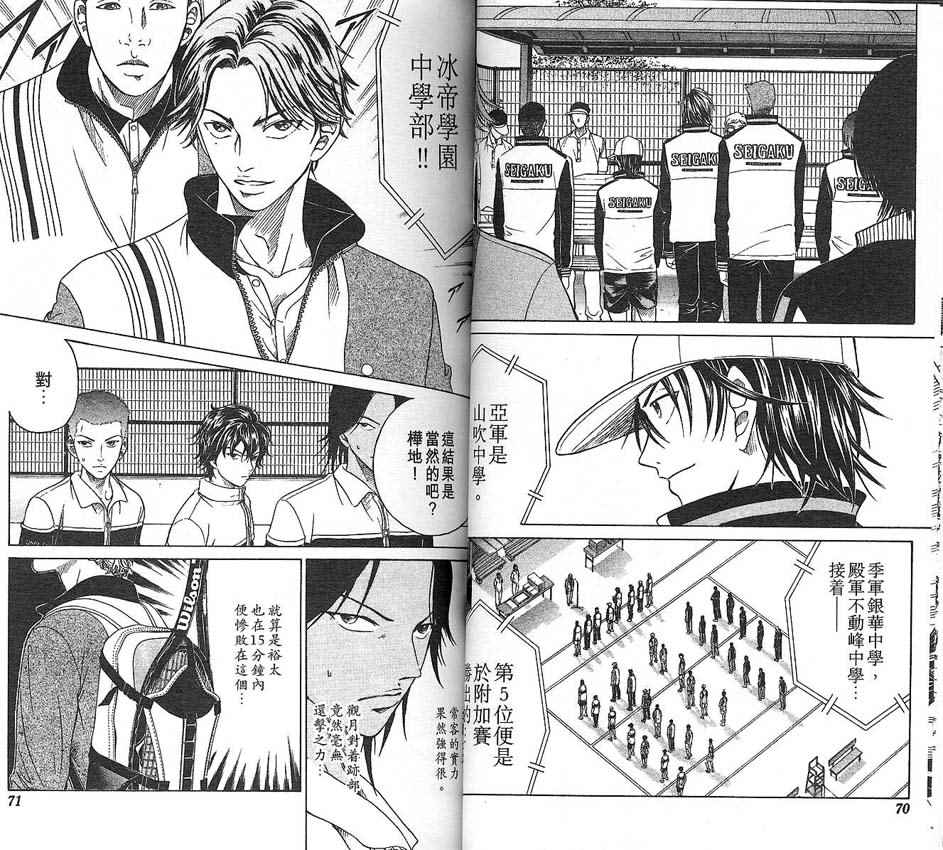 SEIGAKU
SEIGAKU
SEIGAKU
SEIGAKU
SEIGAKU
亞軍是
山吹中學。
季軍銀華中學，
殿軍不動峰中學…
接着——
第5位便是
於附加賽
勝出的
70
冰帝學園
中學部!!
這結果是
當然的吧？
樺地！
對…
常客的實力
果然強得很。
觀月對着跡部
竟然毫無
還擊之力…
就算是裕太
也在15分鐘內
便慘敗在這個…
Wilson
71